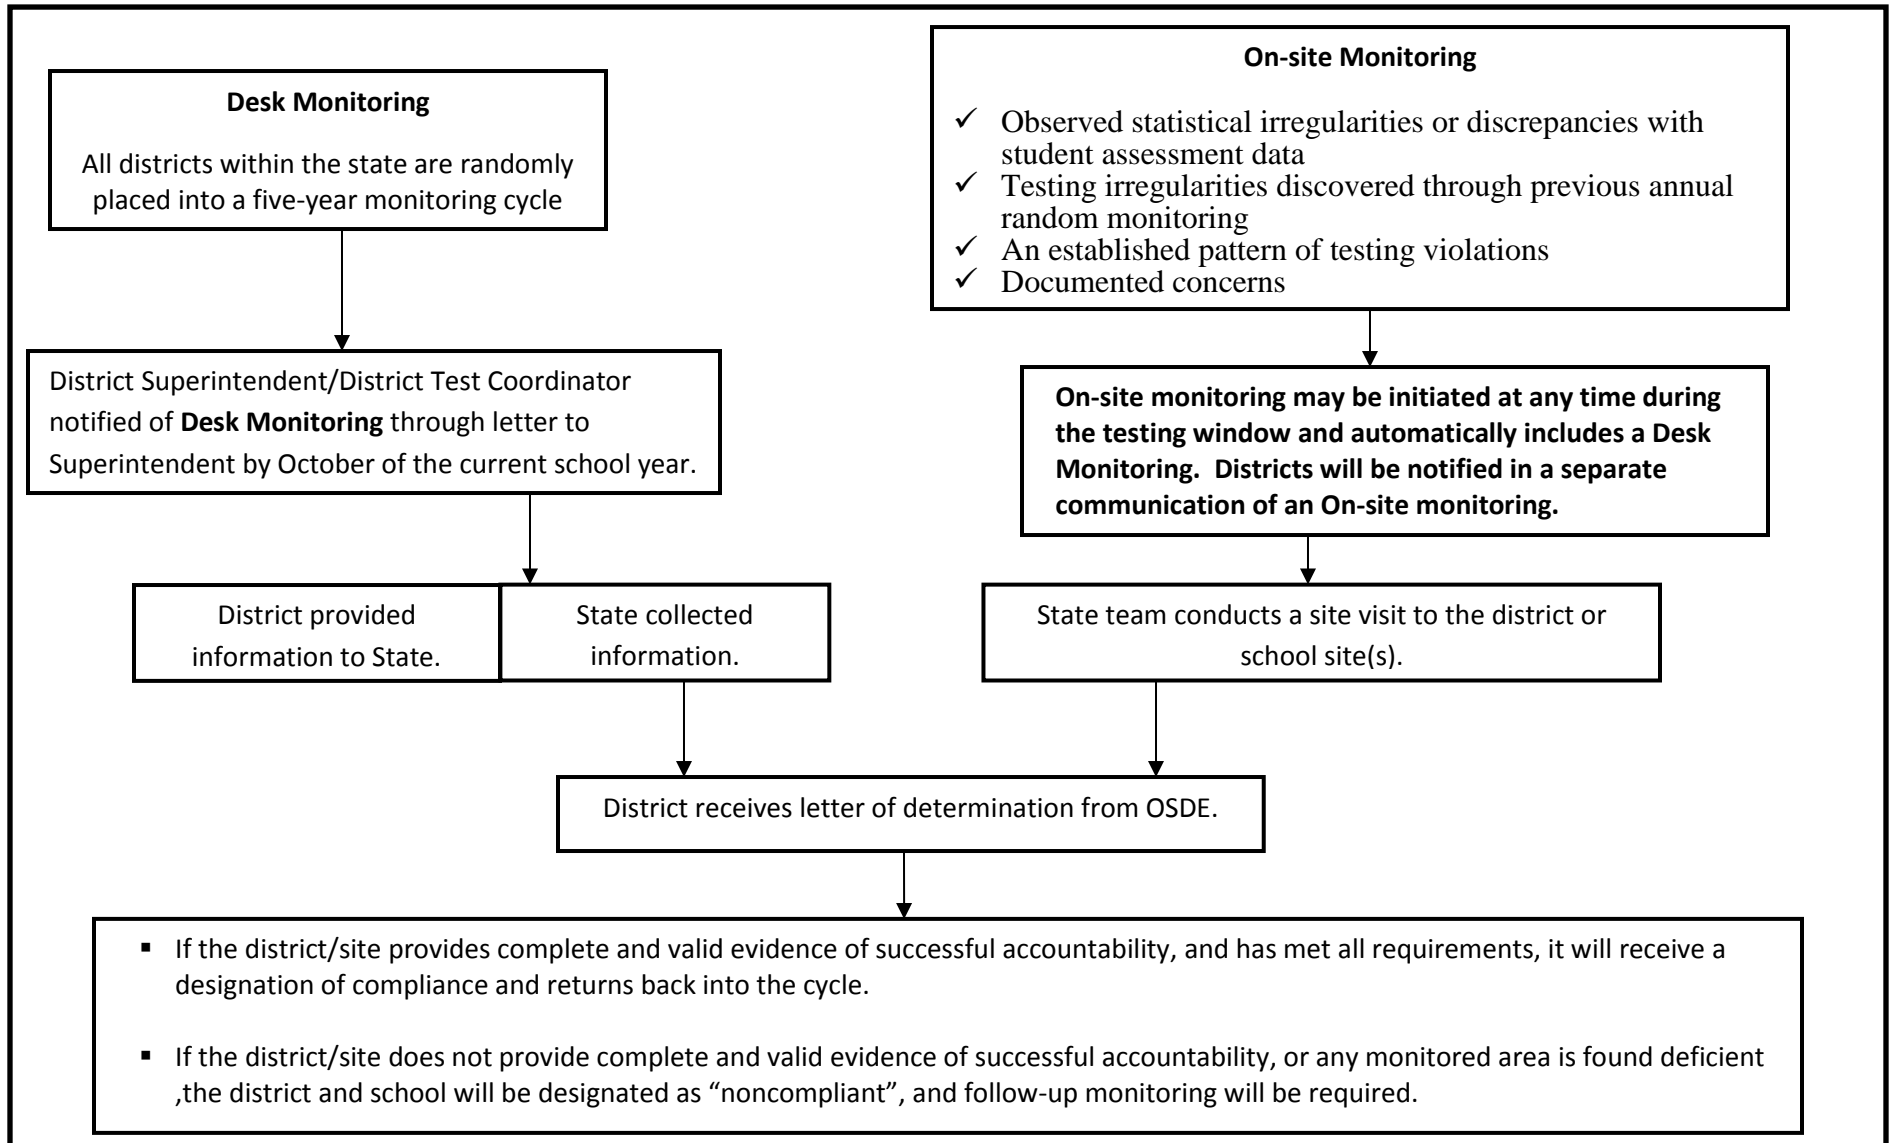 Desk Monitoring
All districts within the state are randomly
placed into a five-year monitoring cycle
On-site Monitoring
✓ Observed statistical irregularities or discrepancies with
student assessment data
✓ Testing irregularities discovered through previous annual
random monitoring
✓ An established pattern of testing violations
✓ Documented concerns
District Superintendent/District Test Coordinator
notified of Desk Monitoring through letter to
Superintendent by October of the current school year.
On-site monitoring may be initiated at any time during
the testing window and automatically includes a Desk
Monitoring.  Districts will be notified in a separate
communication of an On-site monitoring.
District provided
information to State.
State collected
information.
State team conducts a site visit to the district or
school site(s).
District receives letter of determination from OSDE.
▪ If the district/site provides complete and valid evidence of successful accountability, and has met all requirements, it will receive a
designation of compliance and returns back into the cycle.
▪ If the district/site does not provide complete and valid evidence of successful accountability, or any monitored area is found deficient
,the district and school will be designated as “noncompliant”, and follow-up monitoring will be required.